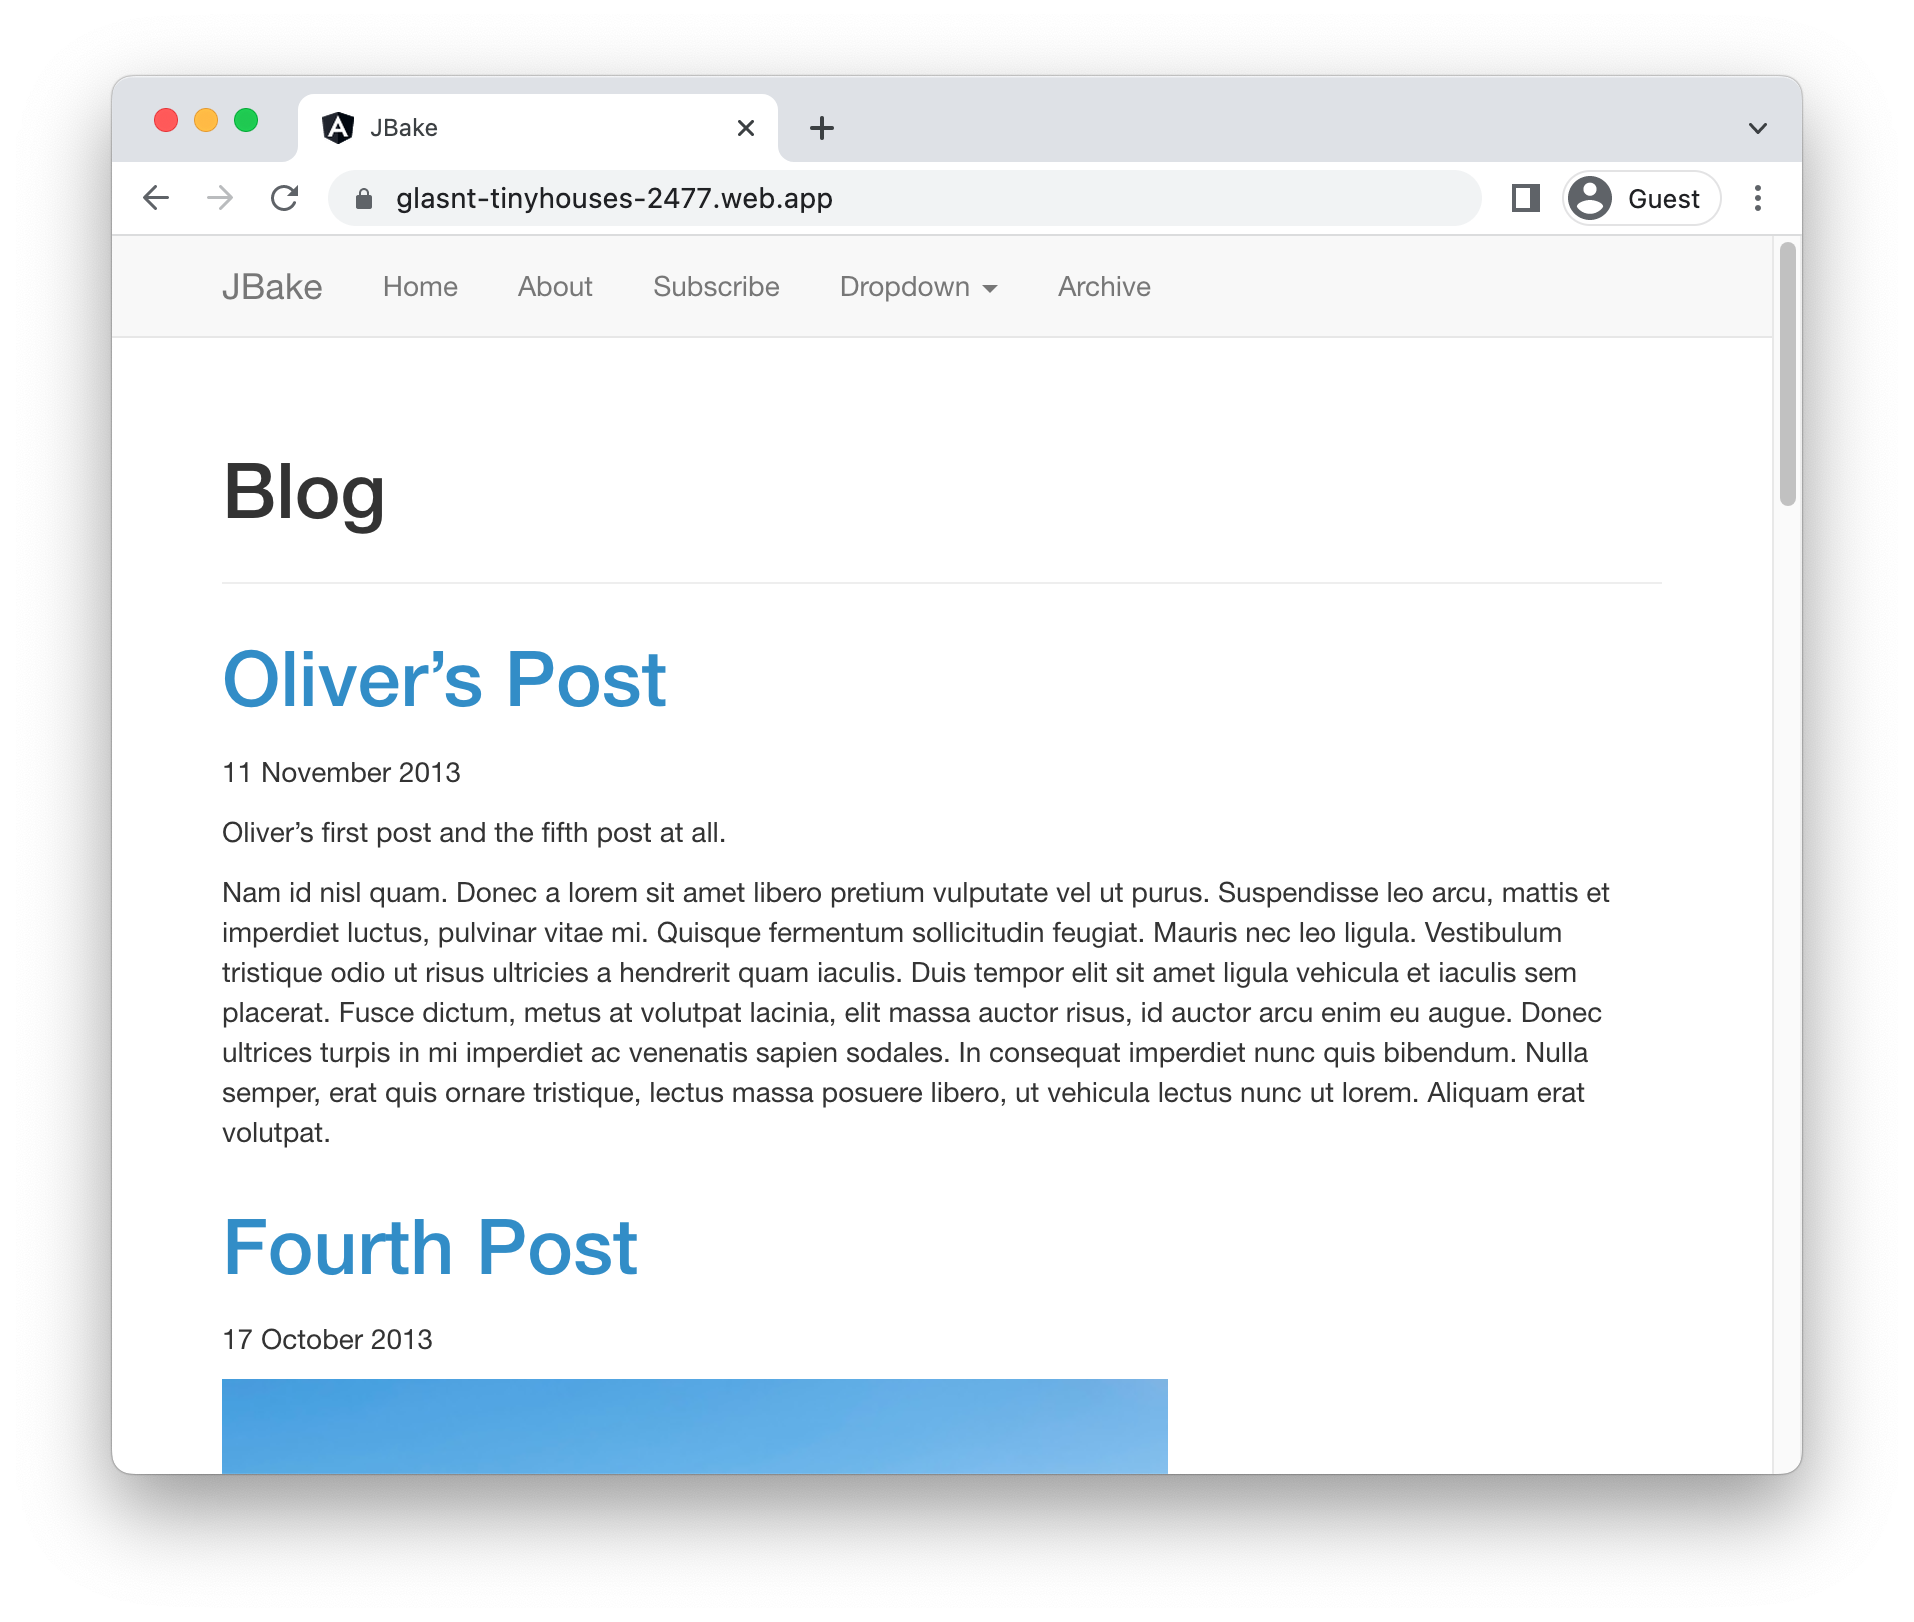 JBake
glasnt-tinyhouses-2477.web.app
Guest
JBake Home About Subscribe Dropdown Archive
Blog
Oliver’s Post
11 November 2013
Oliver’s first post and the fifth post at all.
Nam id nisl quam. Donec a lorem sit amet libero pretium vulputate vel ut purus. Suspendisse leo arcu, mattis et
imperdiet luctus, pulvinar vitae mi. Quisque fermentum sollicitudin feugiat. Mauris nec leo ligula. Vestibulum
tristique odio ut risus ultricies a hendrerit quam iaculis. Duis tempor elit sit amet ligula vehicula et iaculis sem
placerat. Fusce dictum, metus at volutpat lacinia, elit massa auctor risus, id auctor arcu enim eu augue. Donec
ultrices turpis in mi imperdiet ac venenatis sapien sodales. In consequat imperdiet nunc quis bibendum. Nulla
semper, erat quis ornare tristique, lectus massa posuere libero, ut vehicula lectus nunc ut lorem. Aliquam erat
volutpat.
Fourth Post
17 October 2013